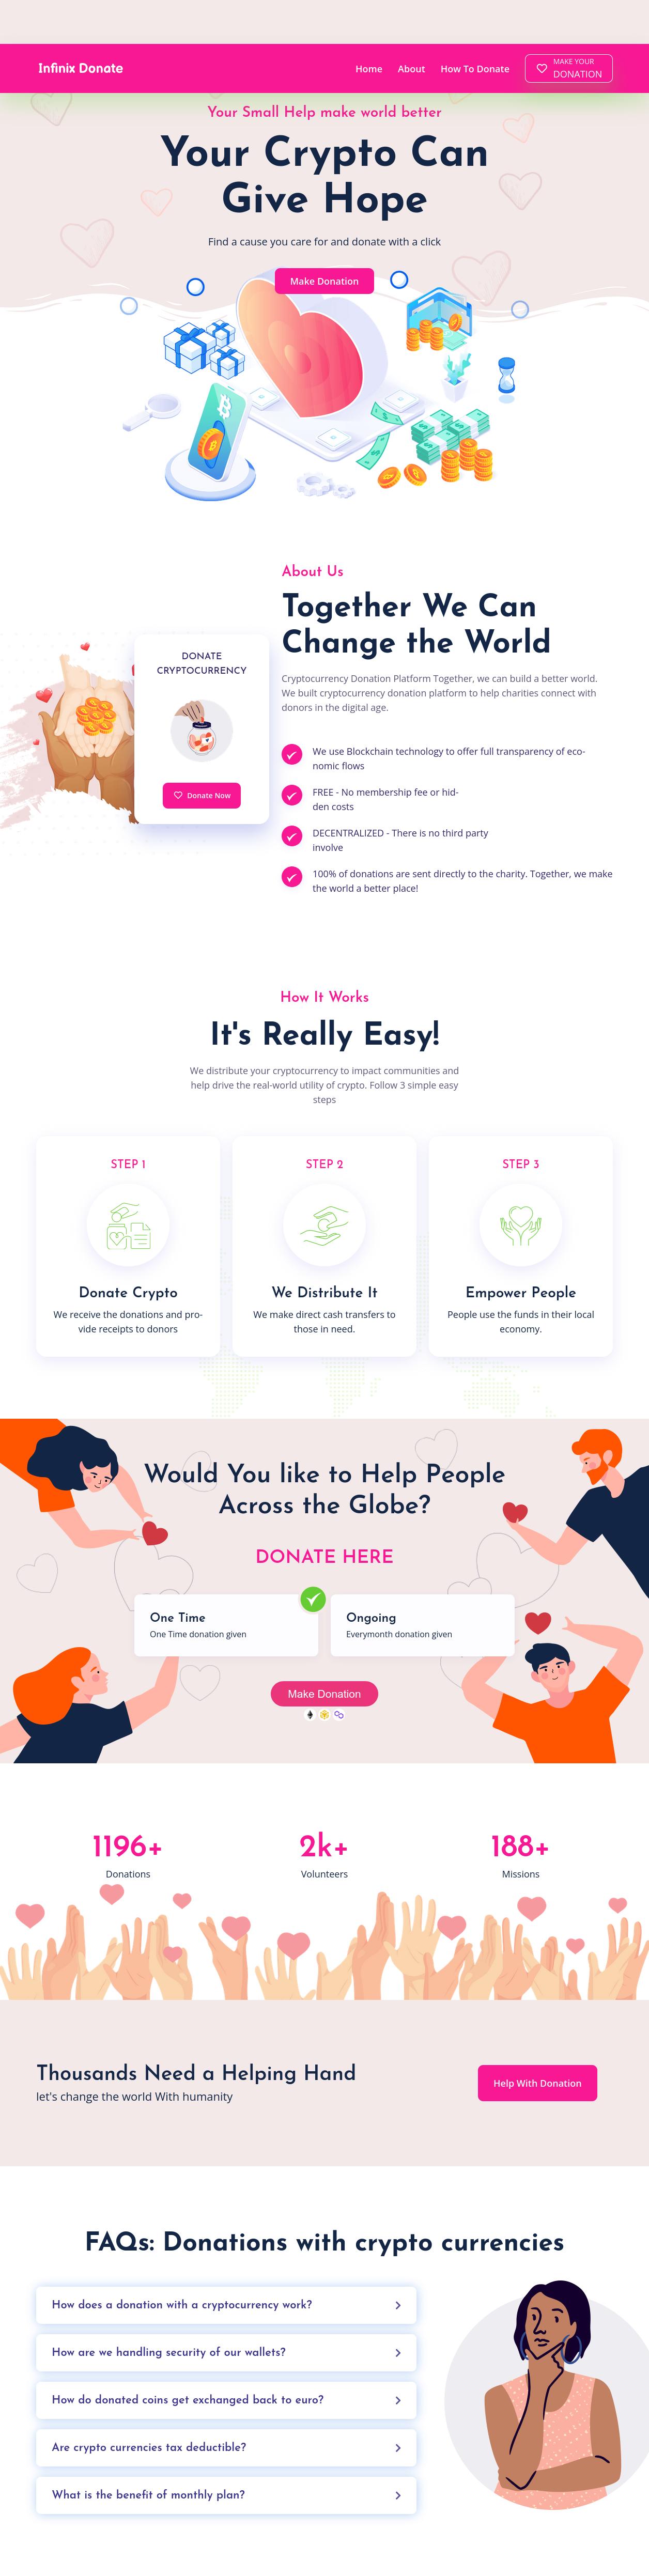 Infinix Donate
Home
About
How To Donate
MAKE YOUR
DONATION
Your Small Help make world better
Your Crypto Can
Give Hope
Find a cause you care for and donate with a click
Make Donation
About Us
Together We Can
Change the World
Cryptocurrency Donation Platform Together, we can build a better world.
We built cryptocurrency donation platform to help charities connect with
donors in the digital age.
DONATE
CRYPTOCURRENCY
Donate Now
We use Blockchain technology to offer full transparency of eco-
nomic flows
FREE - No membership fee or hid-
den costs
DECENTRALIZED - There is no third party
involve
100% of donations are sent directly to the charity. Together, we make
the world a better place!
How It Works
It's Really Easy!
We distribute your cryptocurrency to impact communities and
help drive the real-world utility of crypto. Follow 3 simple easy
steps
STEP 1
Donate Crypto
We receive the donations and pro-
vide receipts to donors
STEP 2
We Distribute It
We make direct cash transfers to
those in need.
STEP 3
Empower People
People use the funds in their local
economy.
Would You like to Help People
Across the Globe?
DONATE HERE
One Time
One Time donation given
Ongoing
Everymonth donation given
Make Donation
1196+
Donations
2k+
Volunteers
188+
Missions
Thousands Need a Helping Hand
let's change the world With humanity
Help With Donation
FAQs: Donations with crypto currencies
How does a donation with a cryptocurrency work?
How are we handling security of our wallets?
How do donated coins get exchanged back to euro?
Are crypto currencies tax deductible?
What is the benefit of monthly plan?